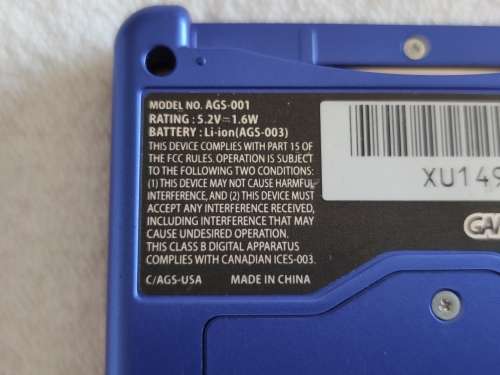 MODEL NO. AGS-001
RATING : 5.2V⎓1.6W
BATTERY : Li-ion(AGS-003)
THIS DEVICE COMPLIES WITH PART 15 OF
THE FCC RULES. OPERATION IS SUBJECT
TO THE FOLLOWING TWO CONDITIONS:
(1) THIS DEVICE MAY NOT CAUSE HARMFUL
INTERFERENCE, AND (2) THIS DEVICE MUST
ACCEPT ANY INTERFERENCE RECEIVED,
INCLUDING INTERFERENCE THAT MAY
CAUSE UNDESIRED OPERATION.
THIS CLASS B DIGITAL APPARATUS
COMPLIES WITH CANADIAN ICES-003.
C/AGS-USA MADE IN CHINA
XU149
GA